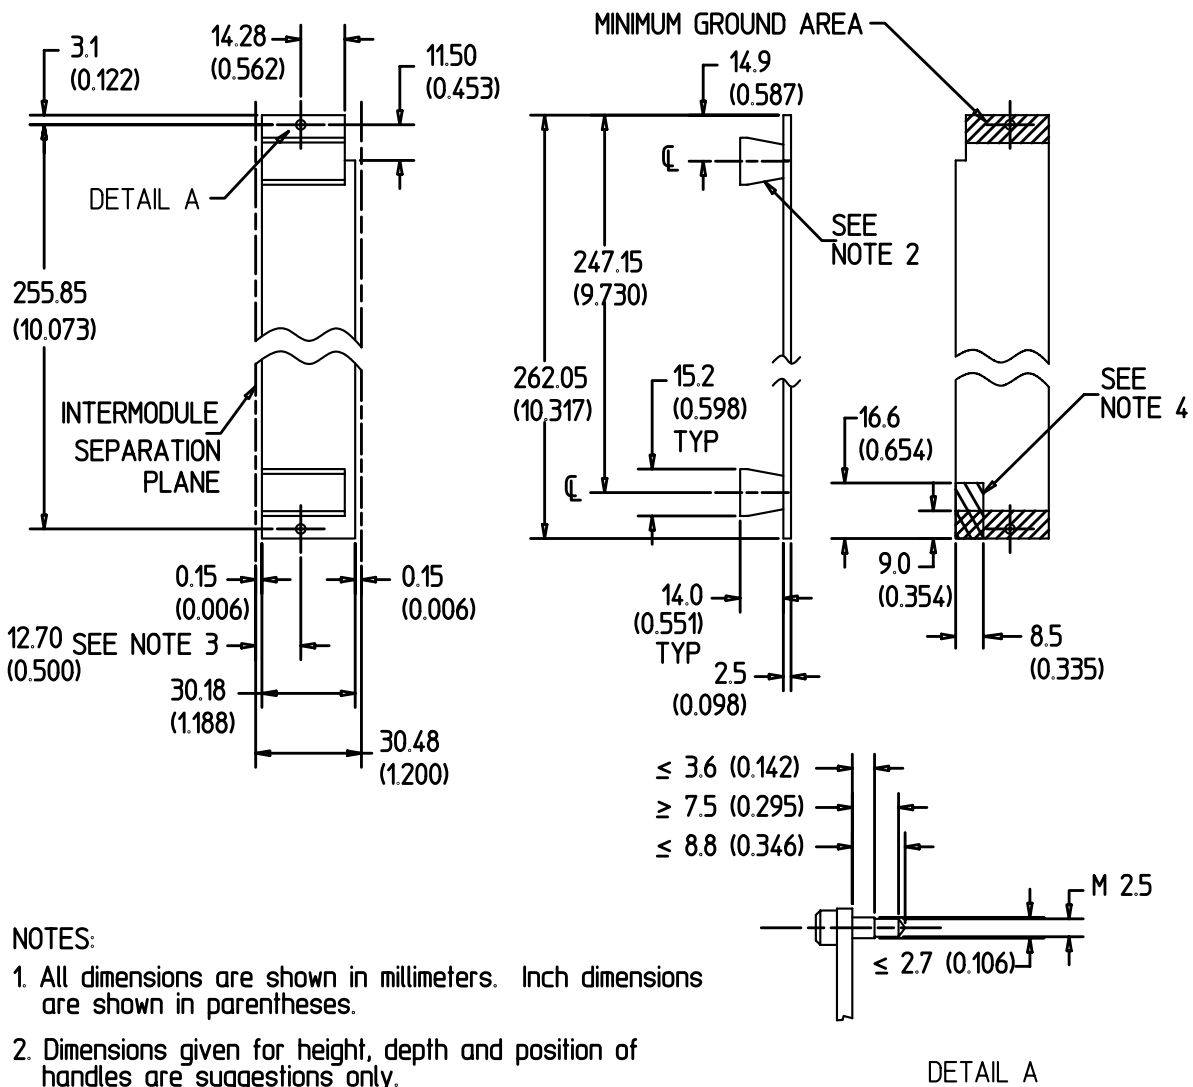 3.1
(0.122)
14.28
(0.562)
11.50
(0.453)
DETAIL A
255.85
(10.073)
INTERMODULE
SEPARATION
PLANE
0.15
(0.006)
0.15
(0.006)
12.70 SEE NOTE 3
(0.500)
30.18
(1.188)
30.48
(1.200)
MINIMUM GROUND AREA
14.9
(0.587)
℄
SEE
NOTE 2
247.15
(9.730)
262.05
(10.317)
15.2
(0.598)
TYP
℄
14.0
(0.551)
TYP
2.5
(0.098)
SEE
NOTE 4
16.6
(0.654)
9.0
(0.354)
8.5
(0.335)
≤ 3.6 (0.142)
≥ 7.5 (0.295)
≤ 8.8 (0.346)
M 2.5
≤ 2.7 (0.106)
DETAIL A
NOTES:
1. All dimensions are shown in millimeters. Inch dimensions
are shown in parentheses.
2. Dimensions given for height, depth and position of
handles are suggestions only.